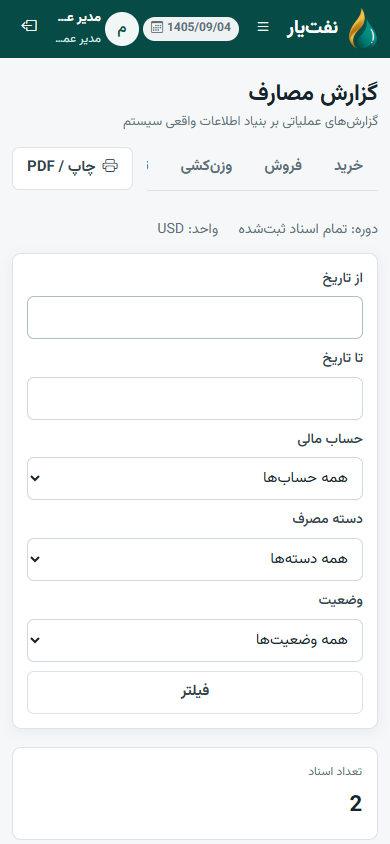 نفت‌یار
1405/09/04
م
مدیر عـ...
مدیر عمـ...
گزارش مصارف
گزارش‌های عملیاتی بر بنیاد اطلاعات واقعی سیستم
خرید
فروش
وزن‌کشی
چاپ / PDF
دوره: تمام اسناد ثبت‌شده
واحد: USD
از تاریخ
تا تاریخ
حساب مالی
همه حساب‌ها
دسته مصرف
همه دسته‌ها
وضعیت
همه وضعیت‌ها
فیلتر
تعداد اسناد
2